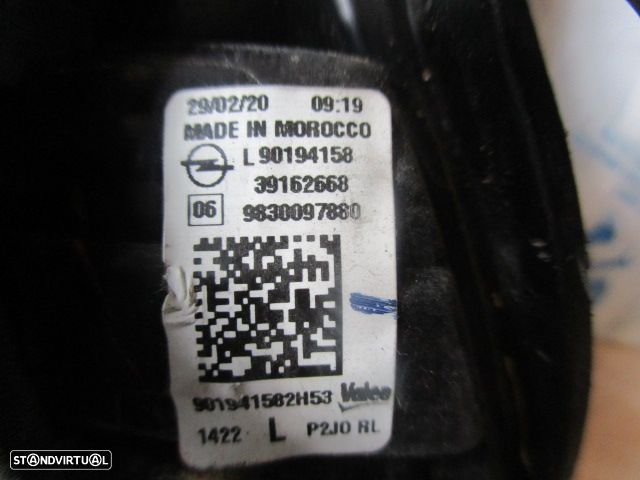 29/02/20 09:19
MADE IN MOROCCO
L 90194158
39162668
06 9830097880
901941582H53 Valeo
1422 L P2JO RL
STANDVIRTUAL